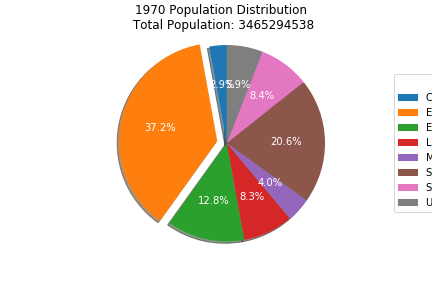 1970 Population Distribution
Total Population: 3465294538
2.9%
5.9%
8.4%
37.2%
20.6%
4.0%
8.3%
12.8%
C
E
E
L
M
S
S
U